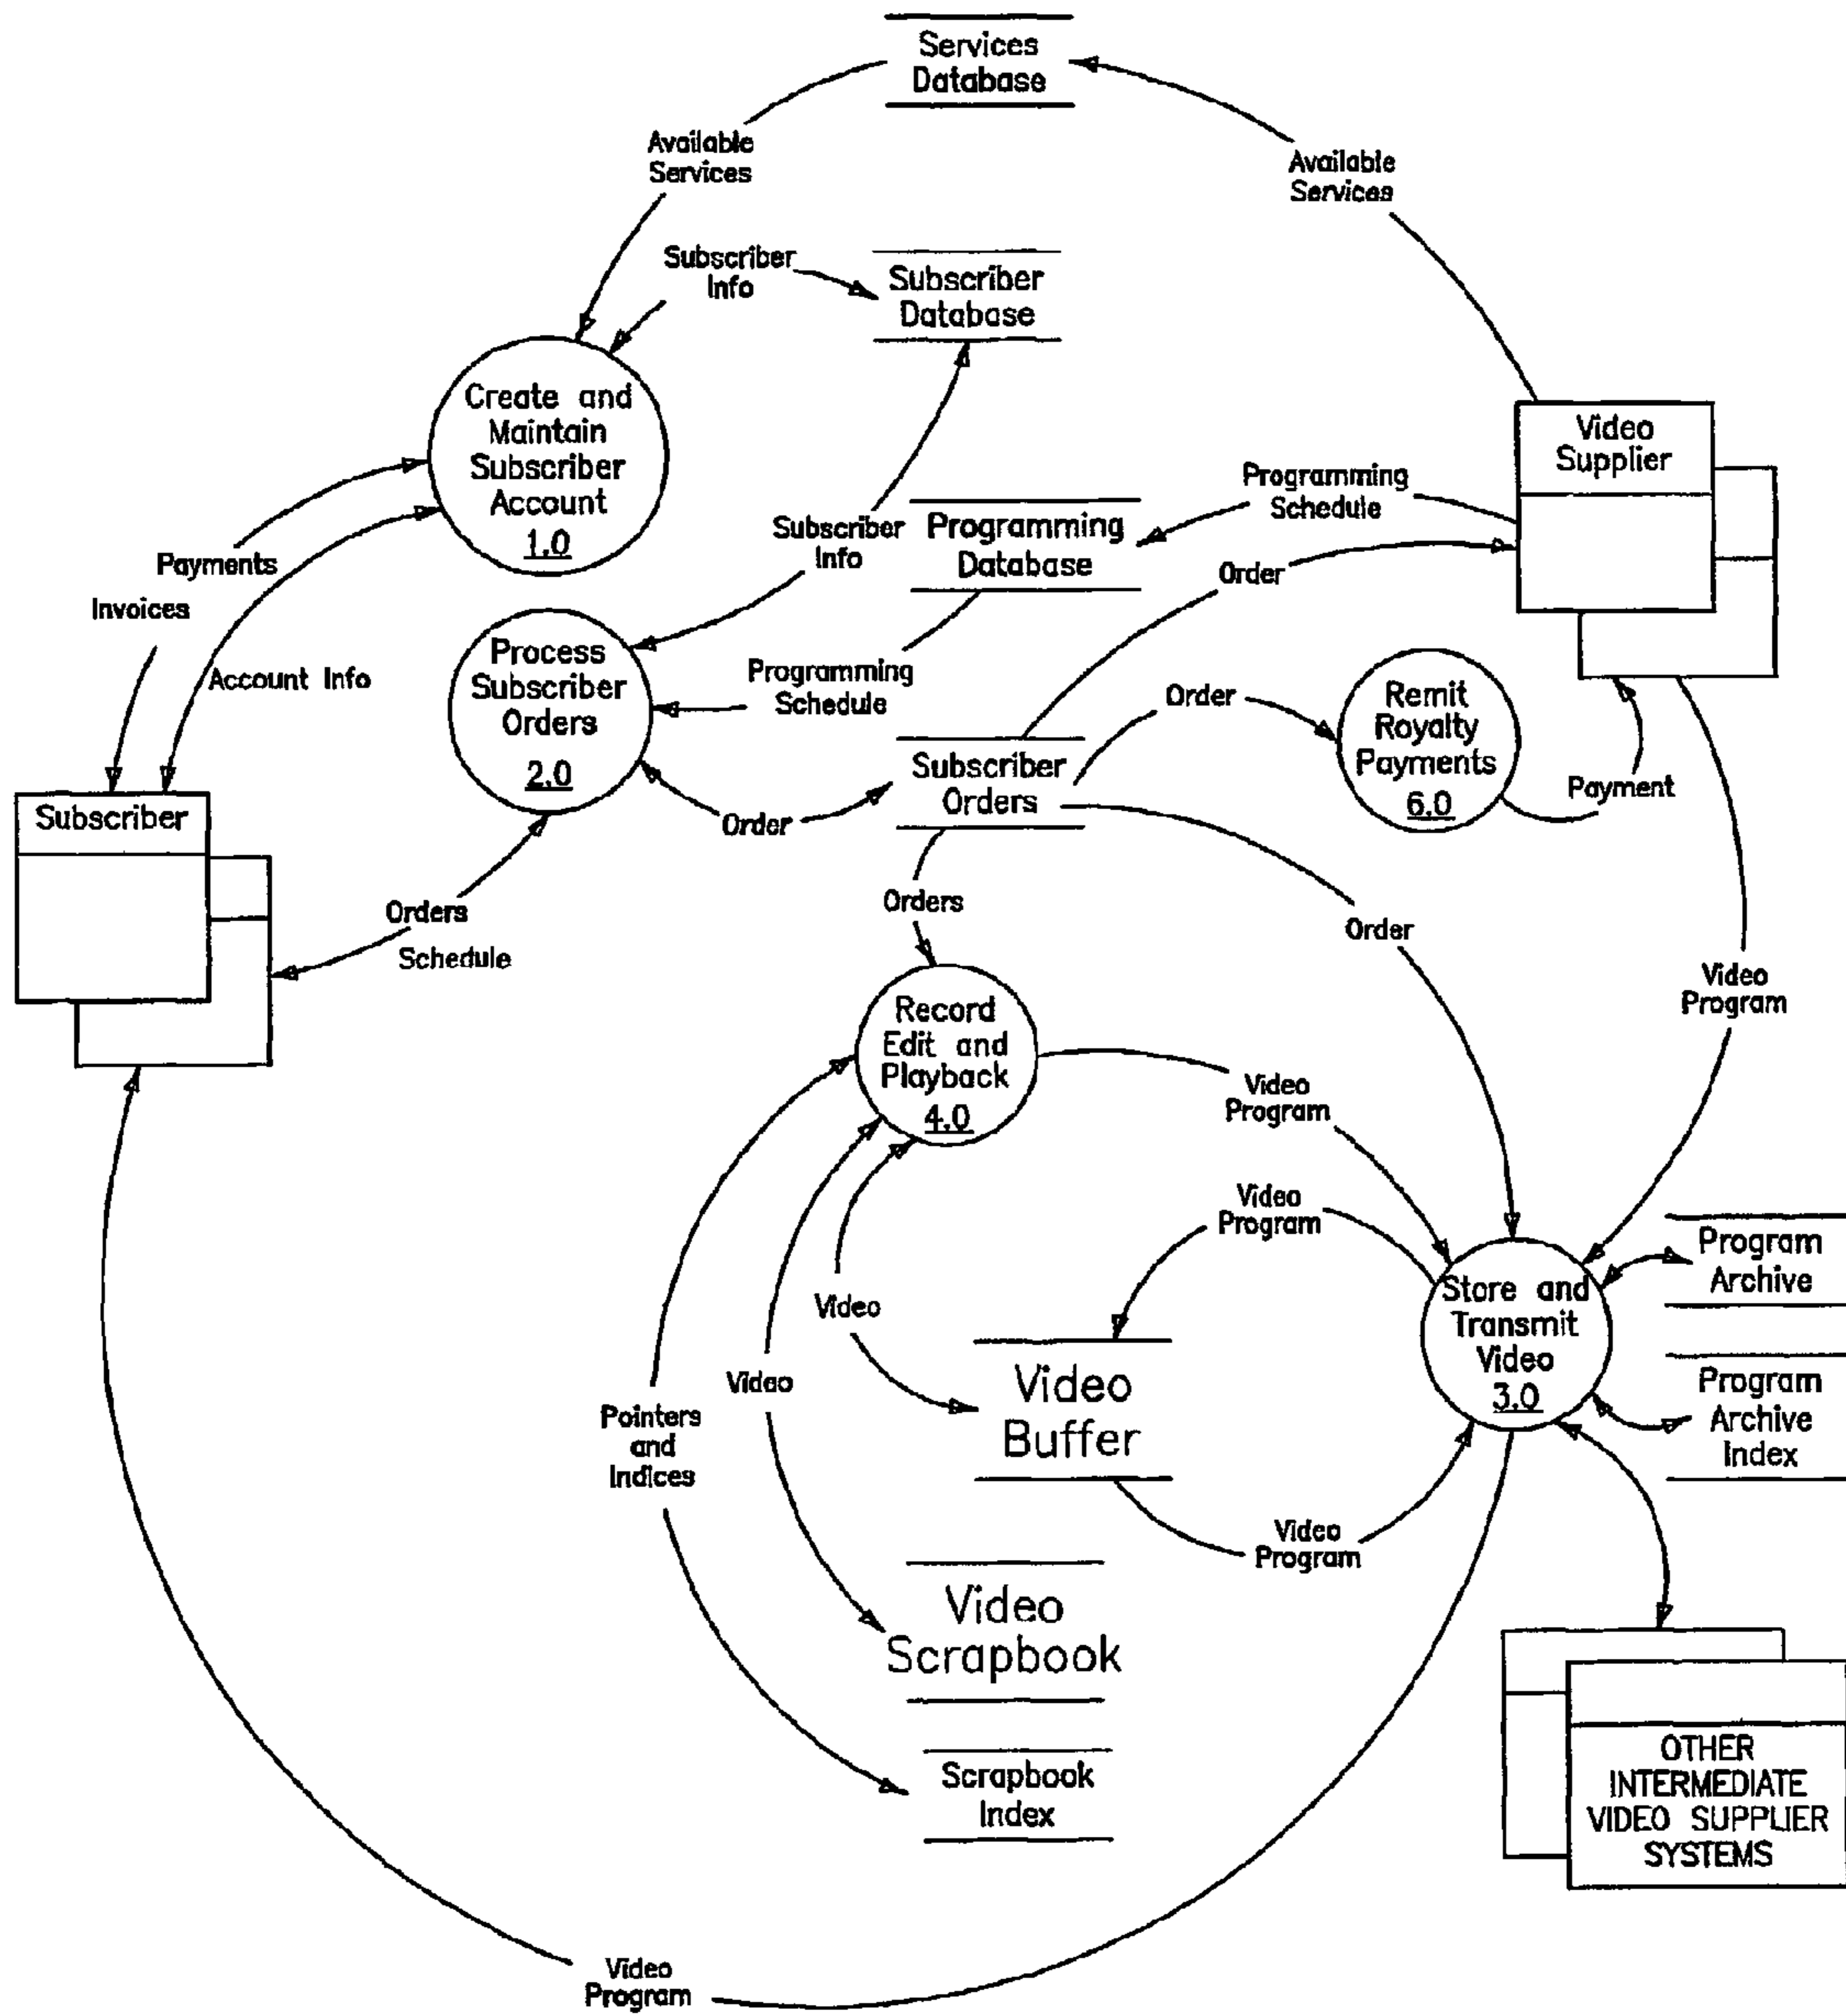 Services
Database
Available
Services
Available
Services
Subscriber
Info
Subscriber
Database
Create and
Maintain
Subscriber
Account
1.0
Video
Supplier
Programming
Schedule
Programming
Database
Subscriber
Info
Order
Payments
Invoices
Account Info
Process
Subscriber
Orders
2.0
Programming
Schedule
Order
Remit
Royalty
Payments
6.0
Payment
Subscriber
Orders
Order
Subscriber
Orders
Schedule
Orders
Order
Video
Program
Record
Edit and
Playback
4.0
Video
Program
Video
Program
Program
Archive
Store and
Transmit
Video
3.0
Program
Archive
Index
Video
Video
Pointers
and
Indices
Video
Buffer
Video
Program
Video
Scrapbook
Scrapbook
Index
OTHER
INTERMEDIATE
VIDEO SUPPLIER
SYSTEMS
Video
Program